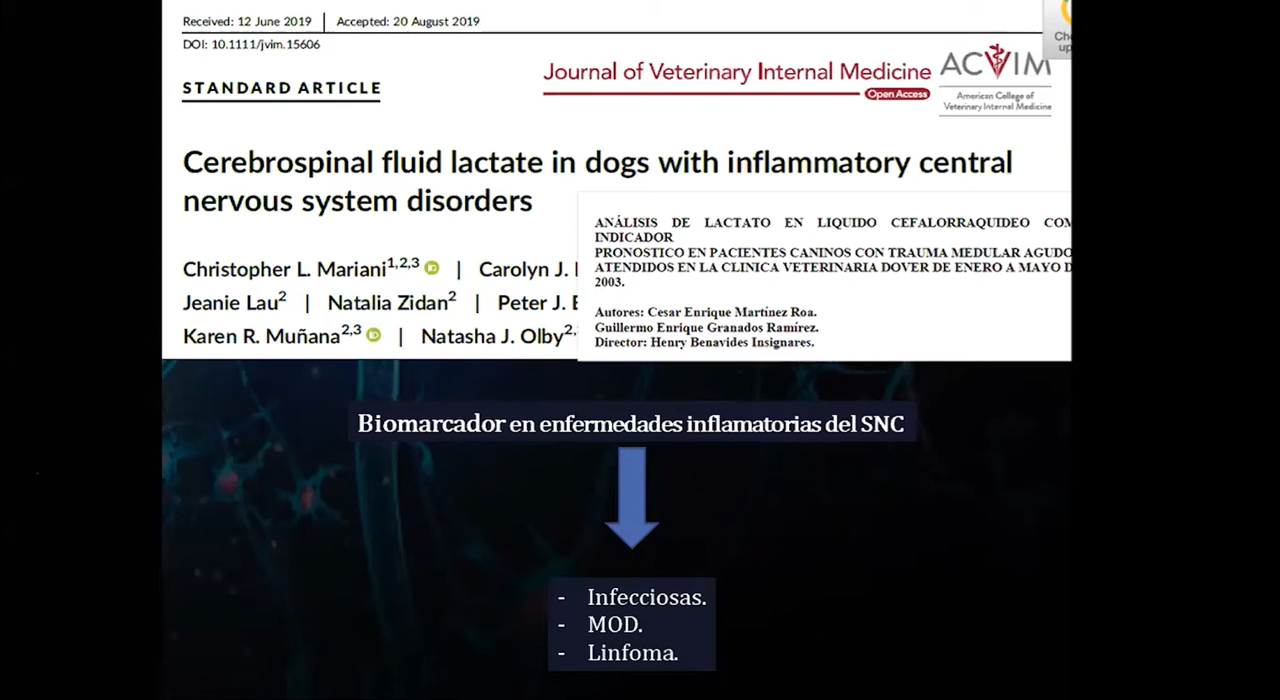 Received: 12 June 2019 | Accepted: 20 August 2019
DOI: 10.1111/jvim.15606
STANDARD ARTICLE
Journal of Veterinary Internal Medicine
Open Access
ACVIM
American College of
Veterinary Internal Medicine
Cerebrospinal fluid lactate in dogs with inflammatory central
nervous system disorders
Christopher L. Mariani1,2,3 | Carolyn J.
Jeanie Lau2 | Natalia Zidan2 | Peter J.
Karen R. Muñana2,3 | Natasha J. Olby2,
ANÁLISIS DE LACTATO EN LIQUIDO CEFALORRAQUIDEO
INDICADOR
PRONOSTICO EN PACIENTES CANINOS CON TRAUMA MEDULAR AGUDO
ATENDIDOS EN LA CLINICA VETERINARIA DOVER DE ENERO A MAYO
2003.
Autores: Cesar Enrique Martínez Roa.
Guillermo Enrique Granados Ramírez.
Director: Henry Benavides Insignares.
Biomarcador en enfermedades inflamatorias del SNC
- Infecciosas.
- MOD.
- Linfoma.